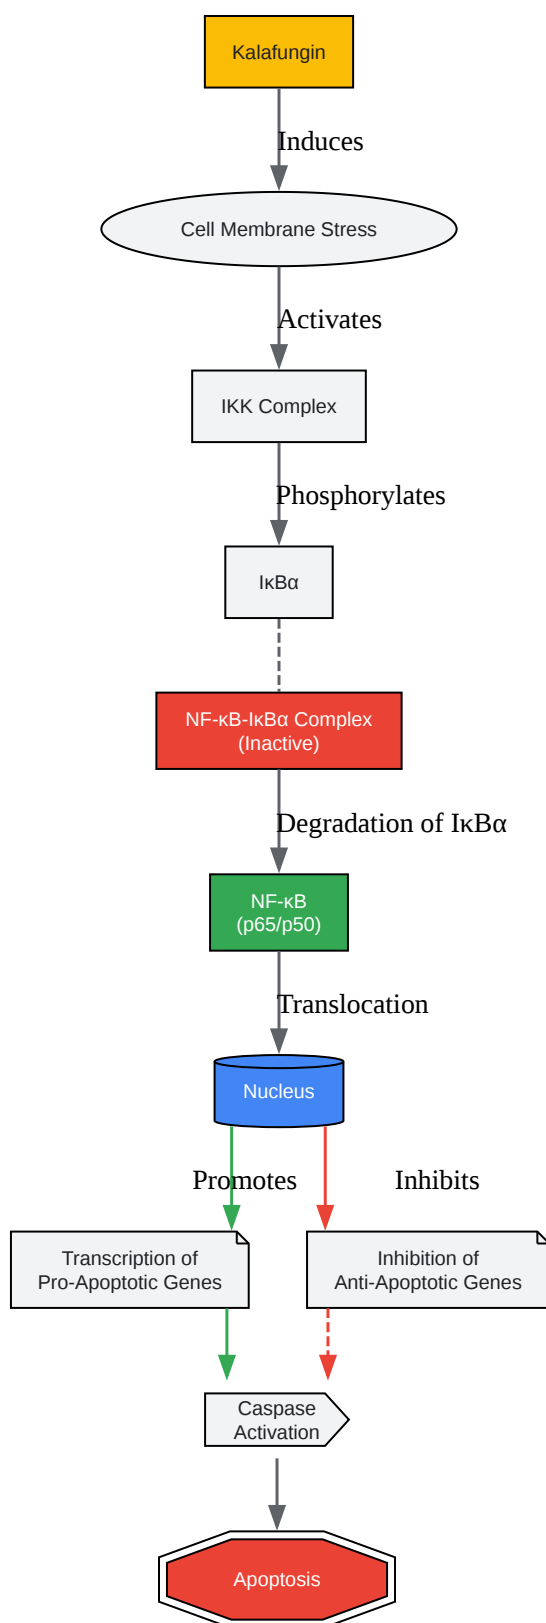 Kalafungin
Induces
Cell Membrane Stress
Activates
IKK Complex
Phosphorylates
IκBα
NF-κB-IκBα Complex
(Inactive)
Degradation of IκBα
NF-κB
(p65/p50)
Translocation
Nucleus
Promotes
Inhibits
Transcription of
Pro-Apoptotic Genes
Inhibition of
Anti-Apoptotic Genes
Caspase
Activation
Apoptosis